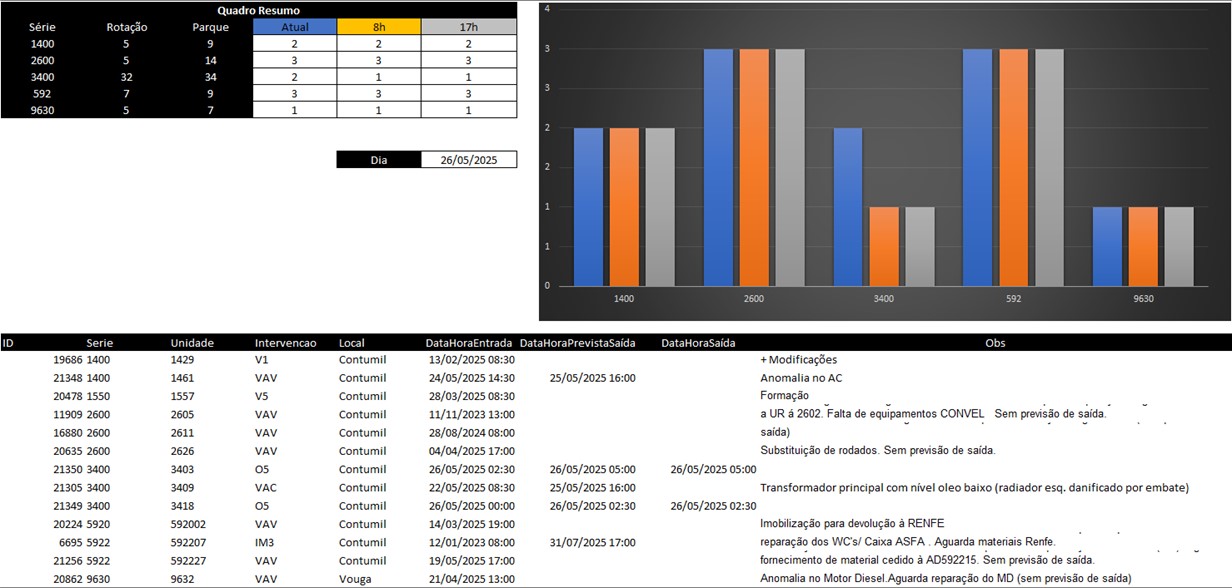 Quadro Resumo
Série Rotação Parque Atual 8h 17h
1400 5 9 2 2 2
2600 5 14 3 3 3
3400 32 34 2 1 1
592 7 9 3 3 3
9630 5 7 1 1 1
Dia 26/05/2025
4
3
3
2
2
1
1
0
1400 2600 3400 592 9630
ID Serie Unidade Intervencao Local DataHoraEntrada DataHoraPrevistaSaída DataHoraSaída Obs
19686 1400 1429 V1 Contumil 13/02/2025 08:30 + Modificações
21348 1400 1461 VAV Contumil 24/05/2025 14:30 25/05/2025 16:00 Anomalia no AC
20478 1550 1557 V5 Contumil 28/03/2025 08:30 Formação
11909 2600 2605 VAV Contumil 11/11/2023 13:00 a UR á 2602. Falta de equipamentos CONVEL Sem previsão de saída.
16880 2600 2611 VAV Contumil 28/08/2024 08:00 saída)
20635 2600 2626 VAV Contumil 04/04/2025 17:00 Substituição de rodados. Sem previsão de saída.
21350 3400 3403 O5 Contumil 26/05/2025 02:30 26/05/2025 05:00 26/05/2025 05:00
21305 3400 3409 VAC Contumil 22/05/2025 08:30 25/05/2025 16:00 Transformador principal com nível oleo baixo (radiador esq. danificado por embate)
21349 3400 3418 O5 Contumil 26/05/2025 00:00 26/05/2025 02:30 26/05/2025 02:30
20224 5920 592002 VAV Contumil 14/03/2025 19:00 Imobilização para devolução á RENFE
6695 5922 592207 IM3 Contumil 12/01/2023 08:00 31/07/2025 17:00 reparação dos WC's/ Caixa ASFA . Aguarda materiais Renfe.
21256 5922 592227 VAV Contumil 19/05/2025 17:00 fornecimento de material cedido à AD592215. Sem previsão de saída.
20862 9630 9632 VAV Vouga 21/04/2025 13:00 Anomalia no Motor Diesel.Aguarda reparação do MD (sem previsão de saída)